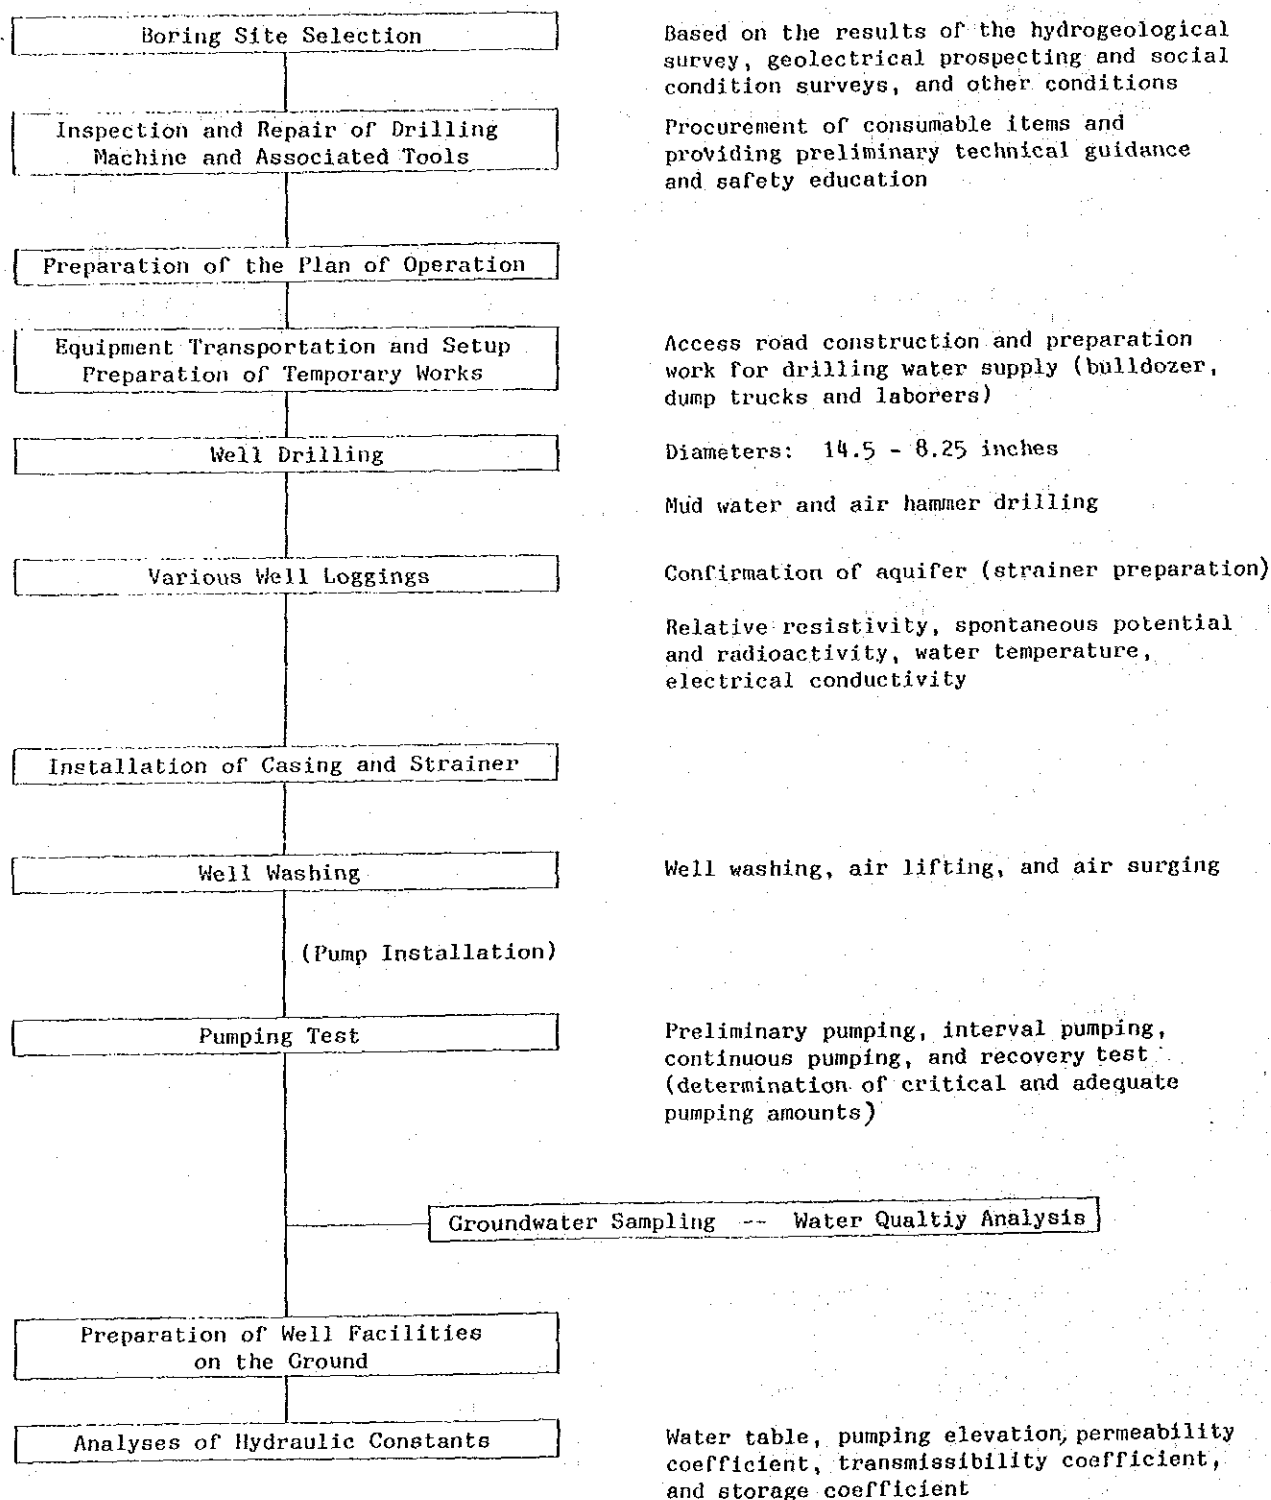 Boring Site Selection
Based on the results of the hydrogeological
survey, geolectrical prospecting and social
condition surveys, and other conditions
Inspection and Repair of Drilling
Machine and Associated Tools
Procurement of consumable items and
providing preliminary technical guidance
and safety education
Preparation of the Plan of Operation
Equipment Transportation and Setup
Preparation of Temporary Works
Access road construction and preparation
work for drilling water supply (bulldozer,
dump trucks and laborers)
Well Drilling
Diameters: 14.5 - 8.25 inches
Mud water and air hammer drilling
Various Well Loggings
Confirmation of aquifer (strainer preparation)
Relative resistivity, spontaneous potential
and radioactivity, water temperature,
electrical conductivity
Installation of Casing and Strainer
Well Washing
Well washing, air lifting, and air surging
(Pump Installation)
Pumping Test
Preliminary pumping, interval pumping,
continuous pumping, and recovery test
(determination of critical and adequate
pumping amounts)
Groundwater Sampling -- Water Qualtiy Analysis
Preparation of Well Facilities
on the Ground
Analyses of Hydraulic Constants
Water table, pumping elevation, permeability
coefficient, transmissibility coefficient,
and storage coefficient